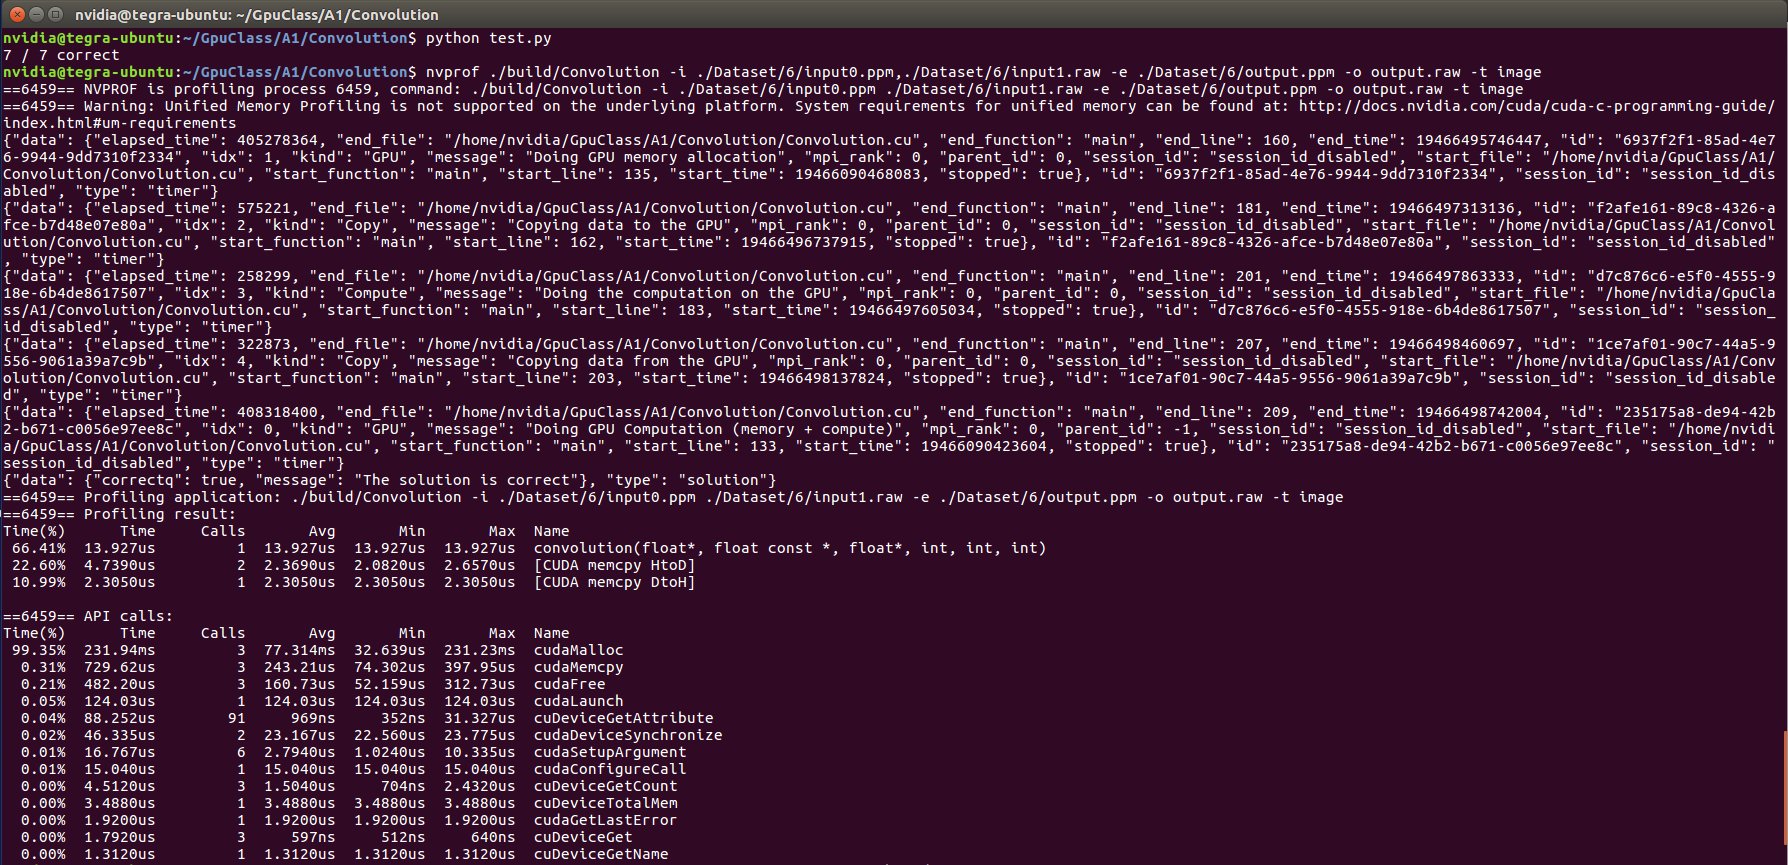 nvidia@tegra-ubuntu: ~/GpuClass/A1/Convolution
nvidia@tegra-ubuntu:~/GpuClass/A1/Convolution$ python test.py
7 / 7 correct
nvidia@tegra-ubuntu:~/GpuClass/A1/Convolution$ nvprof ./build/Convolution -i ./Dataset/6/input0.ppm,./Dataset/6/input1.raw -e ./Dataset/6/output.ppm -o output.raw -t image
==6459== NVPROF is profiling process 6459, command: ./build/Convolution -i ./Dataset/6/input0.ppm ./Dataset/6/input1.raw -e ./Dataset/6/output.ppm -o output.raw -t image
==6459== Warning: Unified Memory Profiling is not supported on the underlying platform. System requirements for unified memory can be found at: http://docs.nvidia.com/cuda/cuda-c-programming-guide/
index.html#um-requirements
{"data": {"elapsed_time": 405278364, "end_file": "/home/nvidia/GpuClass/A1/Convolution/Convolution.cu", "end_function": "main", "end_line": 160, "end_time": 19466495746447, "id": "6937f2f1-85ad-4e7
6-9944-9dd7310f2334", "idx": 1, "kind": "GPU", "message": "Doing GPU memory allocation", "mpi_rank": 0, "parent_id": 0, "session_id": "session_id_disabled", "start_file": "/home/nvidia/GpuClass/A1/
Convolution/Convolution.cu", "start_function": "main", "start_line": 135, "start_time": 19466090468083, "stopped": true}, "id": "6937f2f1-85ad-4e76-9944-9dd7310f2334", "session_id": "session_id_dis
abled", "type": "timer"}
{"data": {"elapsed_time": 575221, "end_file": "/home/nvidia/GpuClass/A1/Convolution/Convolution.cu", "end_function": "main", "end_line": 181, "end_time": 19466497313136, "id": "f2afe161-89c8-4326-a
fce-b7d48e07e80a", "idx": 2, "kind": "Copy", "message": "Copying data to the GPU", "mpi_rank": 0, "parent_id": 0, "session_id": "session_id_disabled", "start_file": "/home/nvidia/GpuClass/A1/Convol
ution/Convolution.cu", "start_function": "main", "start_line": 162, "start_time": 19466496737915, "stopped": true}, "id": "f2afe161-89c8-4326-afce-b7d48e07e80a", "session_id": "session_id_disabled"
, "type": "timer"}
{"data": {"elapsed_time": 258299, "end_file": "/home/nvidia/GpuClass/A1/Convolution/Convolution.cu", "end_function": "main", "end_line": 201, "end_time": 19466497863333, "id": "d7c876c6-e5f0-4555-9
18e-6b4de8617507", "idx": 3, "kind": "Compute", "message": "Doing the computation on the GPU", "mpi_rank": 0, "parent_id": 0, "session_id": "session_id_disabled", "start_file": "/home/nvidia/GpuCla
ss/A1/Convolution/Convolution.cu", "start_function": "main", "start_line": 183, "start_time": 19466497605034, "stopped": true}, "id": "d7c876c6-e5f0-4555-918e-6b4de8617507", "session_id": "session_
id_disabled", "type": "timer"}
{"data": {"elapsed_time": 322873, "end_file": "/home/nvidia/GpuClass/A1/Convolution/Convolution.cu", "end_function": "main", "end_line": 207, "end_time": 19466498460697, "id": "1ce7af01-90c7-44a5-9
556-9061a39a7c9b", "idx": 4, "kind": "Copy", "message": "Copying data from the GPU", "mpi_rank": 0, "parent_id": 0, "session_id": "session_id_disabled", "start_file": "/home/nvidia/GpuClass/A1/Conv
olution/Convolution.cu", "start_function": "main", "start_line": 203, "start_time": 19466498137824, "stopped": true}, "id": "1ce7af01-90c7-44a5-9556-9061a39a7c9b", "session_id": "session_id_disable
d", "type": "timer"}
{"data": {"elapsed_time": 408318400, "end_file": "/home/nvidia/GpuClass/A1/Convolution/Convolution.cu", "end_function": "main", "end_line": 209, "end_time": 19466498742004, "id": "235175a8-de94-42b
2-b671-c0056e97ee8c", "idx": 0, "kind": "GPU", "message": "Doing GPU Computation (memory + compute)", "mpi_rank": 0, "parent_id": -1, "session_id": "session_id_disabled", "start_file": "/home/nvidi
a/GpuClass/A1/Convolution/Convolution.cu", "start_function": "main", "start_line": 133, "start_time": 19466090423604, "stopped": true}, "id": "235175a8-de94-42b2-b671-c0056e97ee8c", "session_id": "
session_id_disabled", "type": "timer"}
{"data": {"correctq": true, "message": "The solution is correct"}, "type": "solution"}
==6459== Profiling application: ./build/Convolution -i ./Dataset/6/input0.ppm ./Dataset/6/input1.raw -e ./Dataset/6/output.ppm -o output.raw -t image
==6459== Profiling result:
Time(%)      Time     Calls       Avg       Min       Max  Name
66.41%  13.927us         1  13.927us  13.927us  13.927us  convolution(float*, float const *, float*, int, int, int)
22.60%  4.7390us         2  2.3690us  2.0820us  2.6570us  [CUDA memcpy HtoD]
10.99%  2.3050us         1  2.3050us  2.3050us  2.3050us  [CUDA memcpy DtoH]
==6459== API calls:
Time(%)      Time     Calls       Avg       Min       Max  Name
99.35%  231.94ms         3  77.314ms  32.639us  231.23ms  cudaMalloc
0.31%  729.62us         3  243.21us  74.302us  397.95us  cudaMemcpy
0.21%  482.20us         3  160.73us  52.159us  312.73us  cudaFree
0.05%  124.03us         1  124.03us  124.03us  124.03us  cudaLaunch
0.04%  88.252us        91     969ns     352ns  31.327us  cuDeviceGetAttribute
0.02%  46.335us         2  23.167us  22.560us  23.775us  cudaDeviceSynchronize
0.01%  16.767us         6  2.7940us  1.0240us  10.335us  cudaSetupArgument
0.01%  15.040us         1  15.040us  15.040us  15.040us  cudaConfigureCall
0.00%  4.5120us         3  1.5040us     704ns  2.4320us  cuDeviceGetCount
0.00%  3.4880us         1  3.4880us  3.4880us  3.4880us  cuDeviceTotalMem
0.00%  1.9200us         1  1.9200us  1.9200us  1.9200us  cudaGetLastError
0.00%  1.7920us         3     597ns     512ns     640ns  cuDeviceGet
0.00%  1.3120us         1  1.3120us  1.3120us  1.3120us  cuDeviceGetName